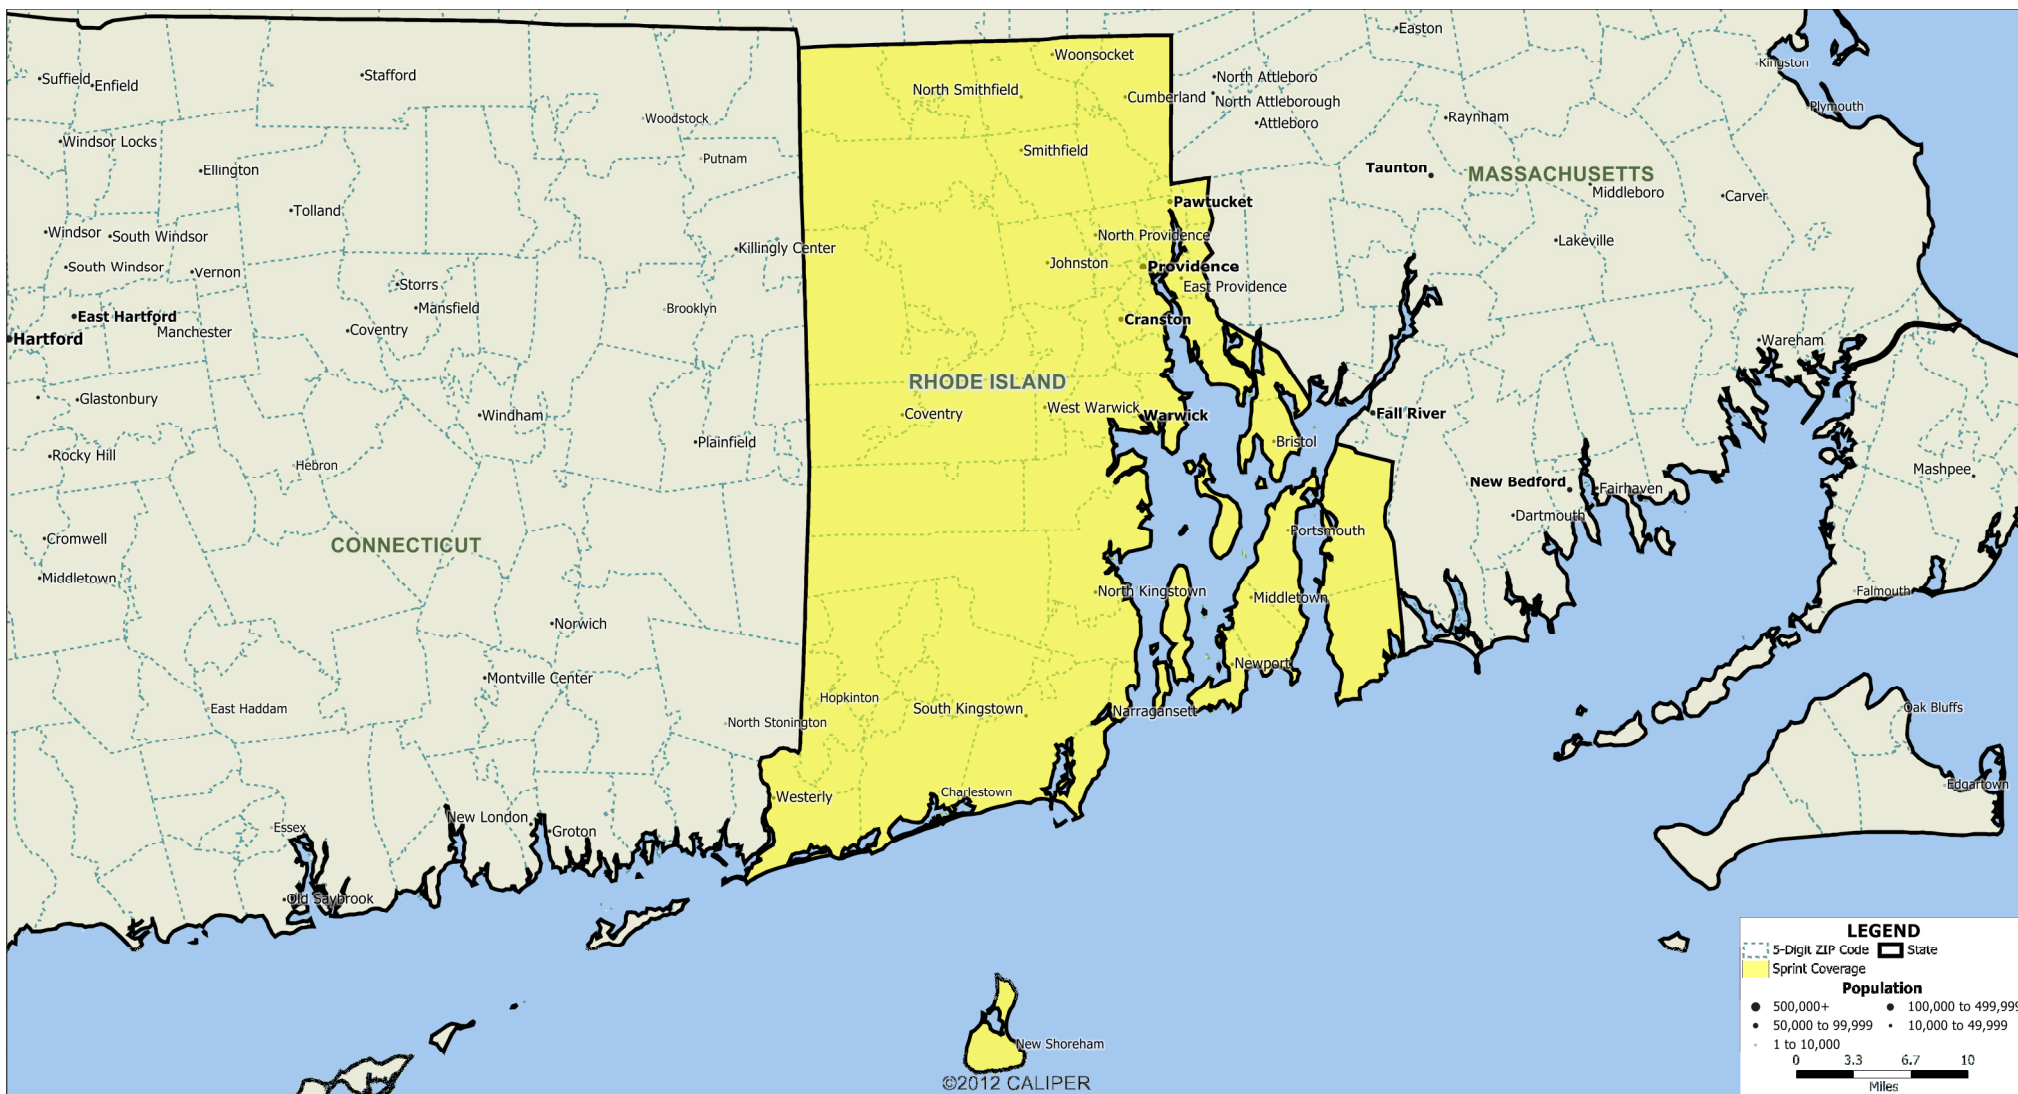 Easton
Woonsocket
Kingston
Suffield
Enfield
Stafford
North Attleboro
North Smithfield
Cumberland
North Attleborough
Plymouth
Woodstock
Attleboro
Raynham
Windsor Locks
Putnam
Smithfield
Ellington
Taunton
MASSACHUSETTS
Middleboro
Carver
Tolland
Pawtucket
Windsor
South Windsor
Killingly Center
North Providence
Lakeville
South Windsor
Vernon
Johnston
Providence
Storrs
East Providence
Mansfield
Brooklyn
East Hartford
Manchester
Coventry
Cranston
Hartford
Wareham
RHODE ISLAND
Glastonbury
Windham
Coventry
West Warwick
Warwick
Fall River
Plainfield
Bristol
Rocky Hill
Hebron
Mashpee
New Bedford
Fairhaven
Dartmouth
Cromwell
CONNECTICUT
Portsmouth
Middletown
North Kingstown
Middletown
Falmouth
Norwich
Newport
Montville Center
Hopkinton
East Haddam
South Kingstown
Narragansett
Oak Bluffs
North Stonington
Edgartown
Westerly
Charlestown
New London
Essex
Groton
Old Saybrook
New Shoreham
©2012 CALIPER
LEGEND
5-Digit ZIP Code State
Sprint Coverage
Population
500,000+ 100,000 to 499,999
50,000 to 99,999 10,000 to 49,999
1 to 10,000
0 3.3 6.7 10
Miles